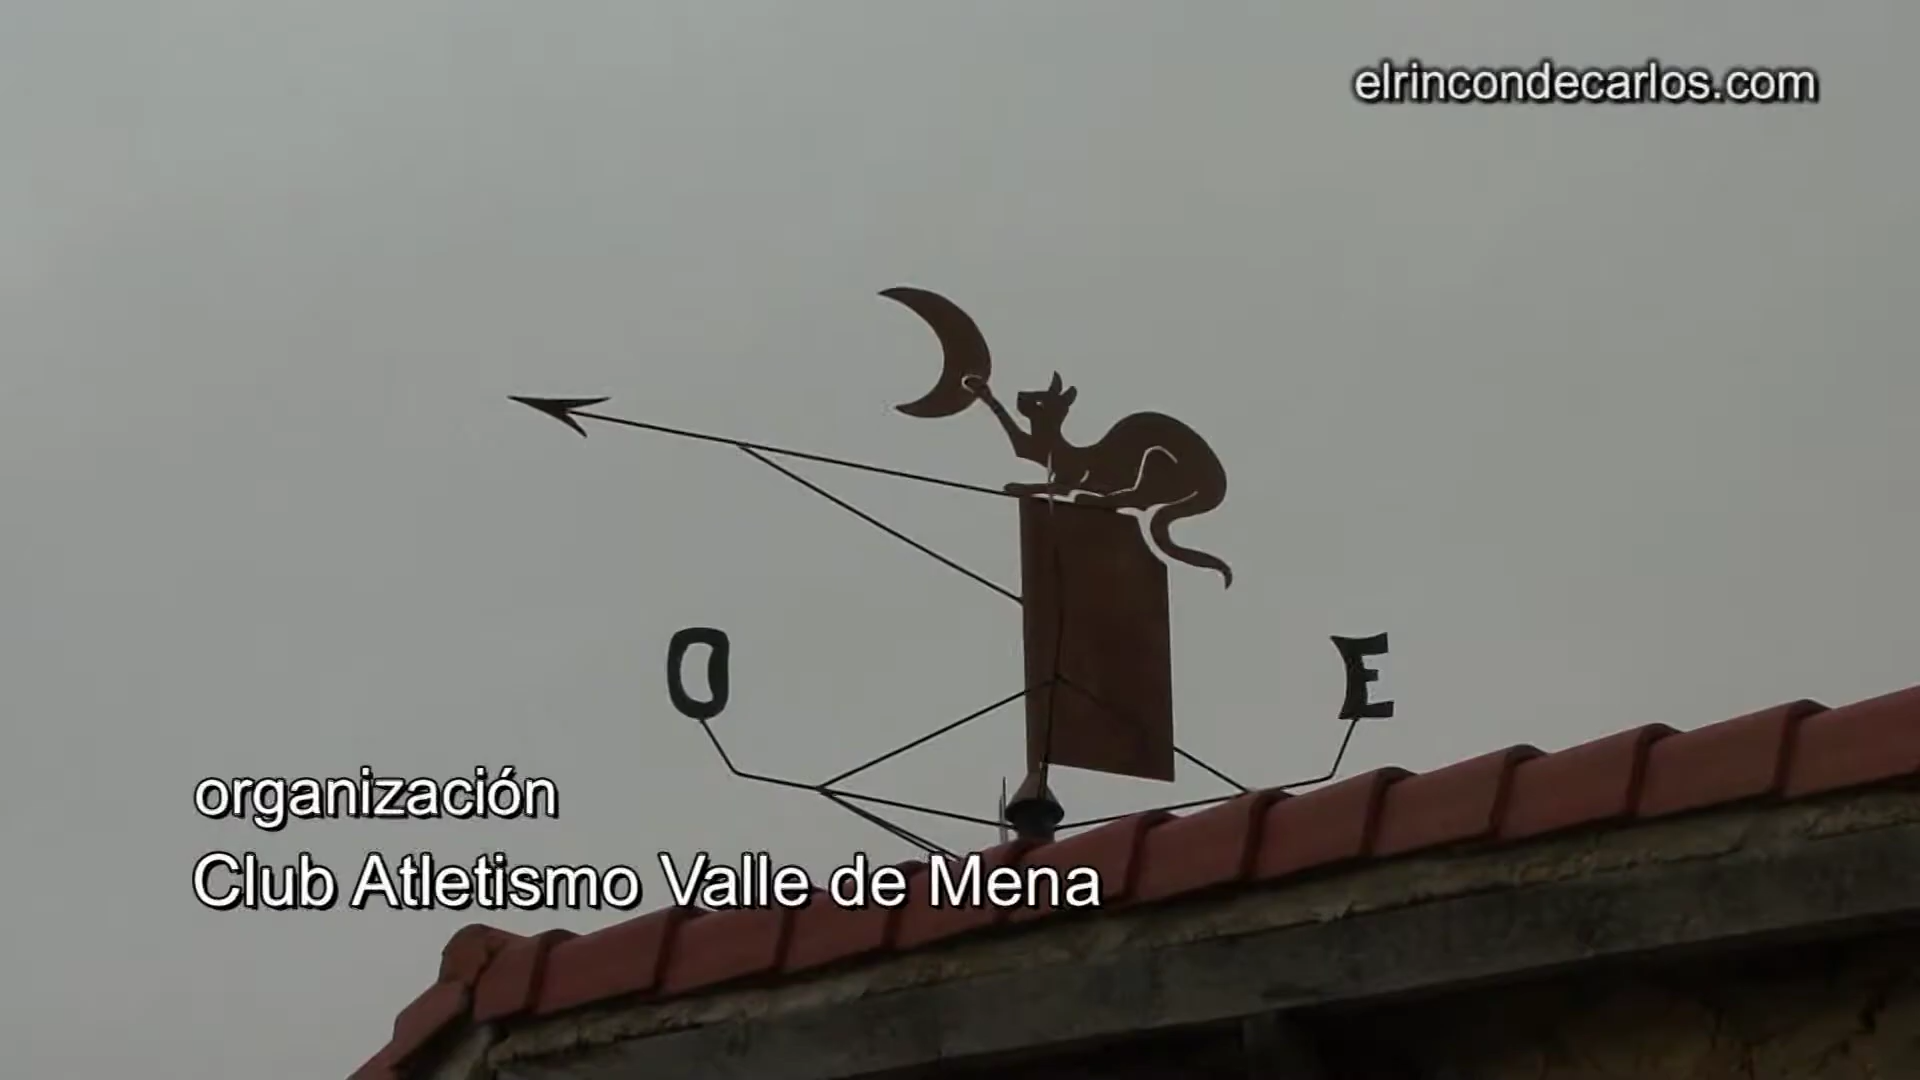 elrincondecarlos.com
O E
organización
Club Atletismo Valle de Mena